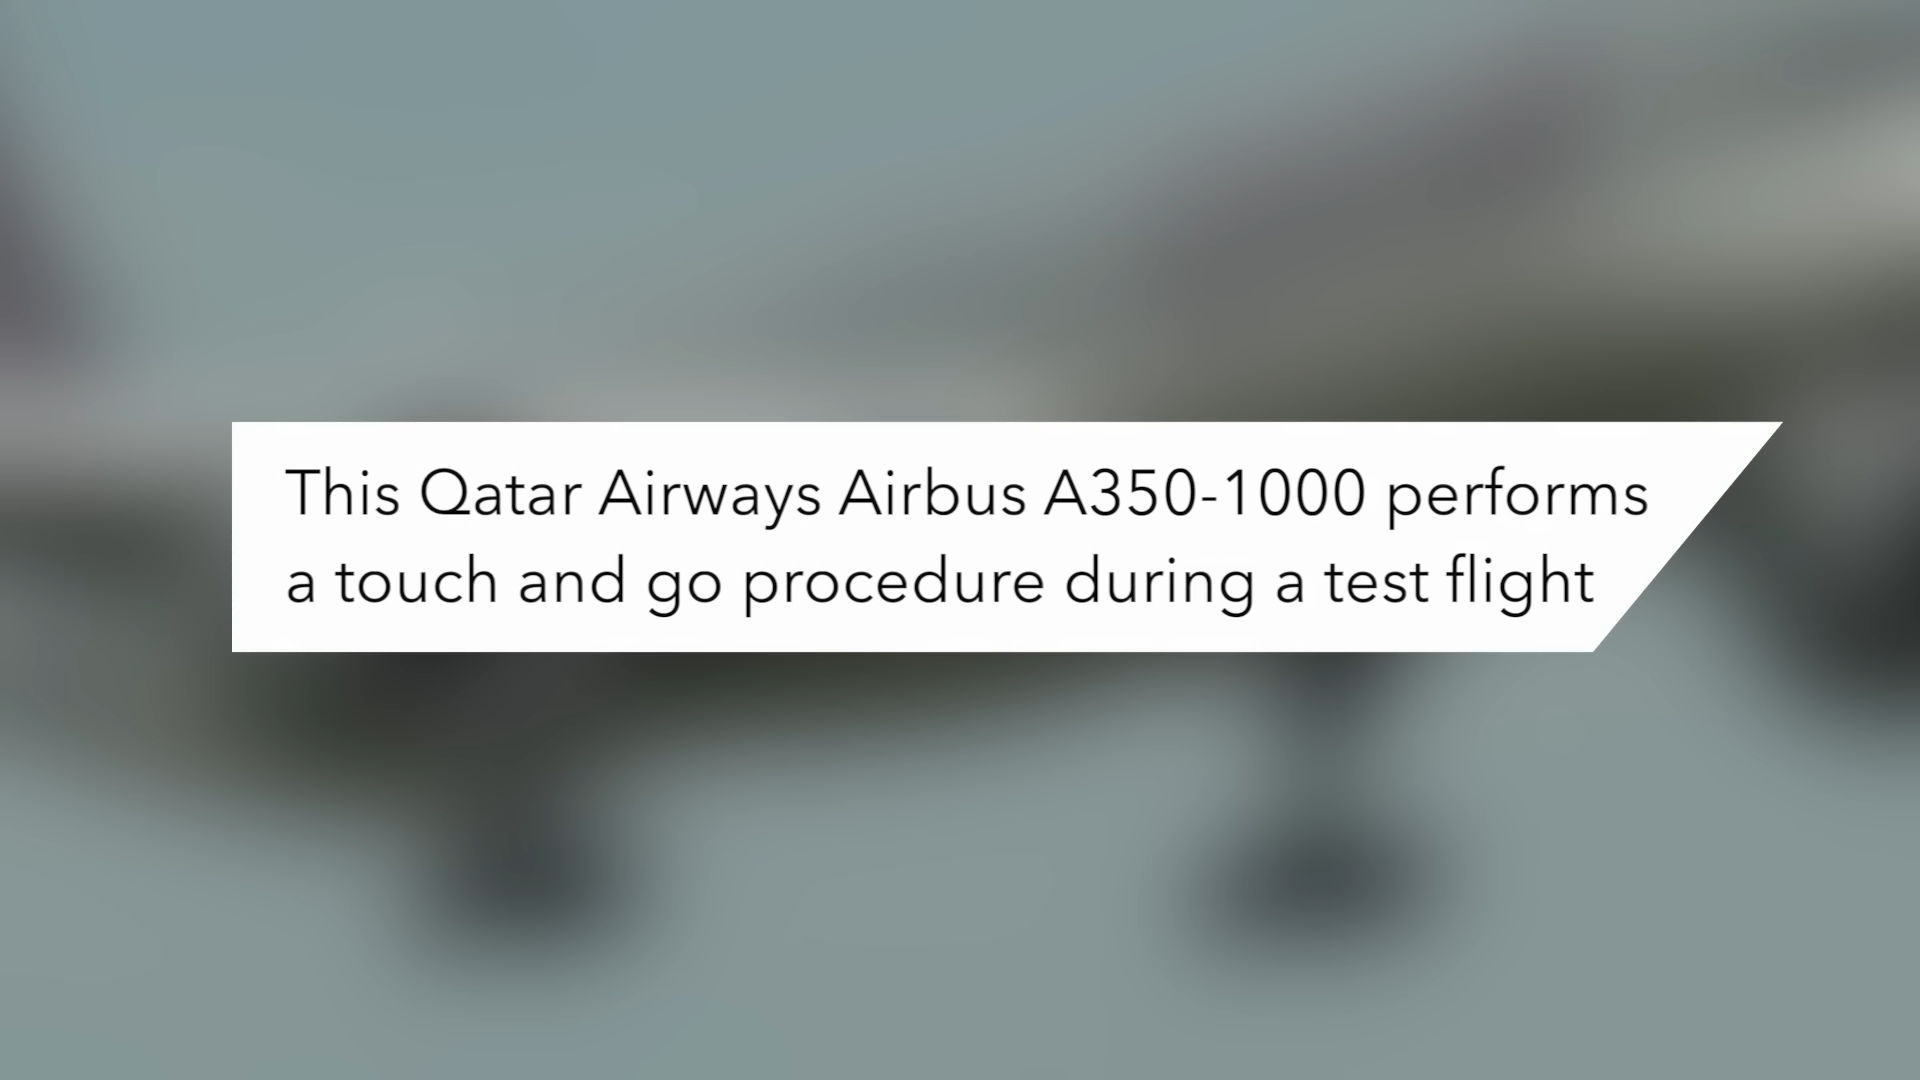 This Qatar Airways Airbus A350-1000 performs
a touch and go procedure during a test flight